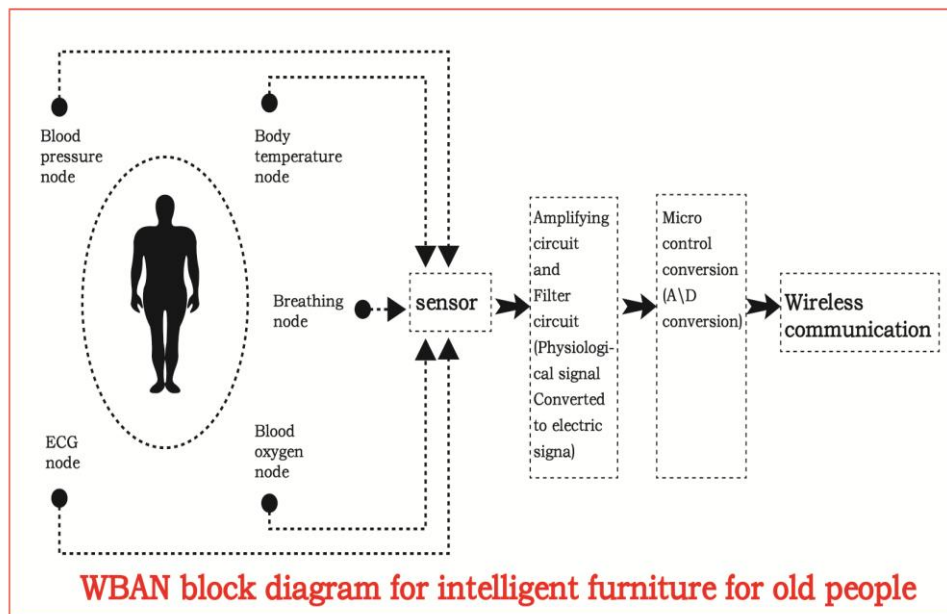 Blood
pressure
node
Body
temperature
node
Breathing
node
ECG
node
Blood
oxygen
node
sensor
Amplifying
circuit
and
Filter
circuit
(Physiologi-
cal signal
Converted
to electric
signa)
Micro
control
conversion
(A\D
conversion)
Wireless
communication
WBAN block diagram for intelligent furniture for old people